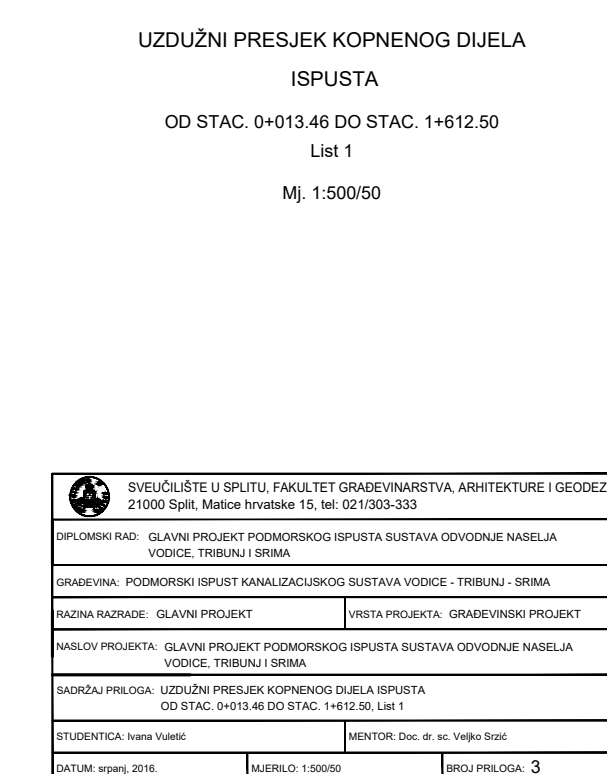 UZDUŽNI PRESJEK KOPNENOG DIJELA
ISPUSTA
OD STAC. 0+013.46 DO STAC. 1+612.50
List 1
Mj. 1:500/50
SVEUČILIŠTE U SPLITU, FAKULTET GRAĐEVINARSTVA, ARHITEKTURE I GEODEZ
21000 Split, Matice hrvatske 15, tel: 021/303-333
DIPLOMSKI RAD: GLAVNI PROJEKT PODMORSKOG ISPUSTA SUSTAVA ODVODNJE NASELJA
VODICE, TRIBUNJ I SRIMA
GRAĐEVINA: PODMORSKI ISPUST KANALIZACIJSKOG SUSTAVA VODICE - TRIBUNJ - SRIMA
RAZINA RAZRADE: GLAVNI PROJEKT VRSTA PROJEKTA: GRAĐEVINSKI PROJEKT
NASLOV PROJEKTA: GLAVNI PROJEKT PODMORSKOG ISPUSTA SUSTAVA ODVODNJE NASELJA
VODICE, TRIBUNJ I SRIMA
SADRŽAJ PRILOGA: UZDUŽNI PRESJEK KOPNENOG DIJELA ISPUSTA
OD STAC. 0+013.46 DO STAC. 1+612.50, List 1
STUDENTICA: Ivana Vuletić MENTOR: Doc. dr. sc. Veljko Srzić
DATUM: srpanj, 2016. MJERILO: 1:500/50 BROJ PRILOGA: 3